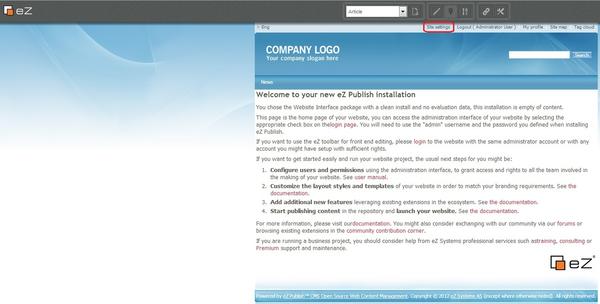 eZ
Article
Eng
Site settings Logout ( Administrator User ) My profile Site map Tag cloud
COMPANY LOGO
Your company slogan here
Search
News
Welcome to your new eZ Publish installation
You chose the Website Interface package with a clean install and no evaluation data, this installation is empty of content.
This page is the home page of your website, you can access the administration interface of your website by selecting the
appropriate check box on thelogin page. You will need to use the "admin" username and the password you defined when installing
eZ Publish.
If you want to use the eZ toolbar for front end editing, please login to the website with the same administrator account or with any
account you might have setup with sufficient rights.
If you want to get started easily and run your website project, the usual next steps for you might be:
1. Configure users and permissions using the administration interface, to grant access and rights to all the team involved in
the making of your website. See user manual.
2. Customize the layout styles and templates of your website in order to match your branding requirements. See the
documentation.
3. Add additional new features leveraging existing extensions in the ecosystem. See the documentation.
4. Start publishing content in the repository and launch your website. See the documentation.
For more information, please visit ourdocumentation. You might also consider exchanging with our community via our forums or
browsing existing extensions in the community contribution corner.
If you are running a business project, you should consider help from eZ Systems professional services such astraining, consulting or
Premium support and maintenance.
eZ
Powered by eZ Publish™ CMS Open Source Web Content Management. Copyright © 2012 eZ Systems AS (except where otherwise noted). All rights reserved.